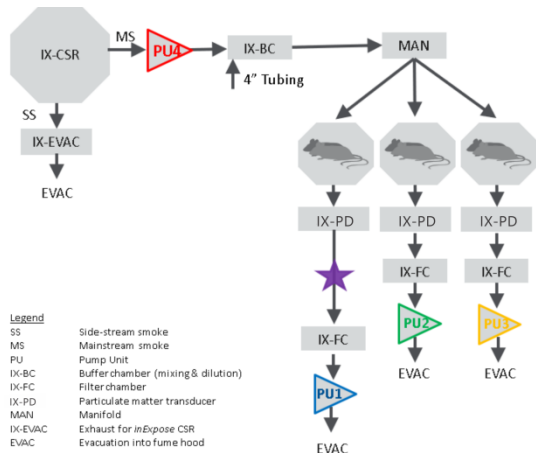 IX-CSR
MS
PU4
IX-BC
MAN
4” Tubing
SS
IX-EVAC
EVAC
IX-PD
IX-PD
IX-PD
IX-FC
IX-FC
PU2
PU3
IX-FC
EVAC
EVAC
PU1
EVAC
Legend
SS Side-stream smoke
MS Mainstream smoke
PU Pump Unit
IX-BC Buffer chamber (mixing & dilution)
IX-FC Filter chamber
IX-PD Particulate matter transducer
MAN Manifold
IX-EVAC Exhaust for inExpose CSR
EVAC Evacuation into fume hood